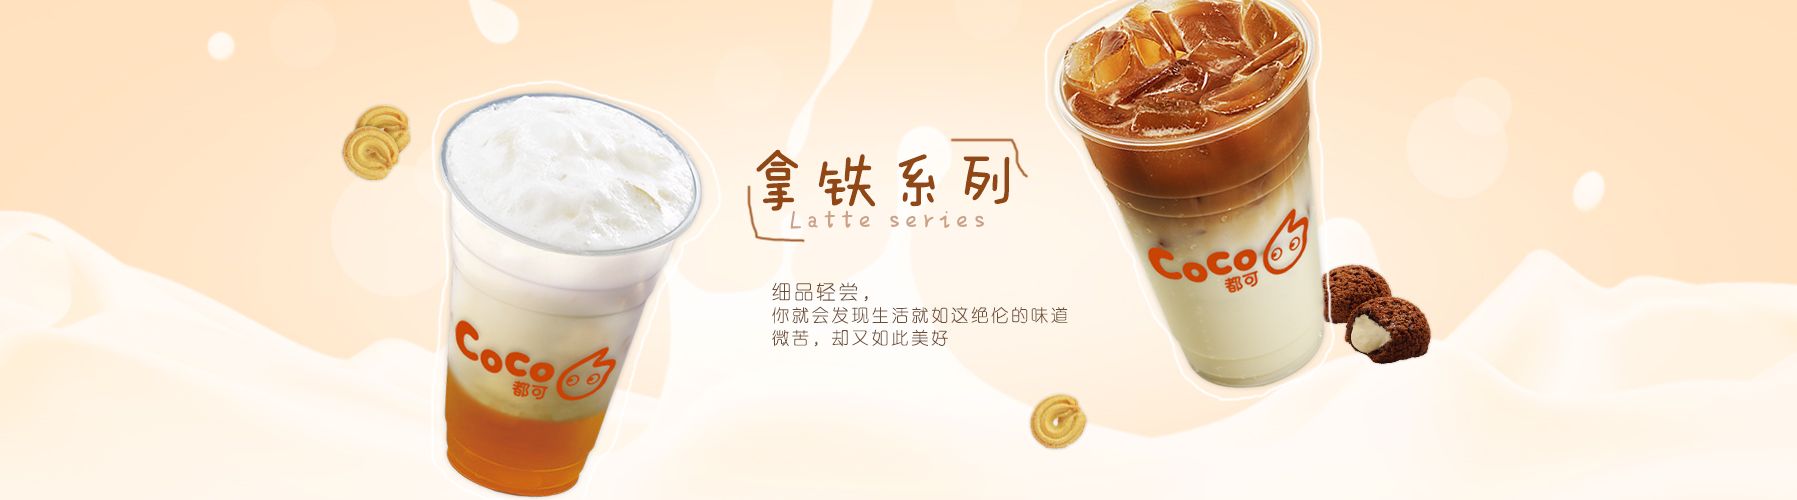 拿铁系列
Latte series
细品轻尝，
你就会发现生活就如这绝伦的味道
微苦，却又如此美好
CoCo
都可
CoCo
都可